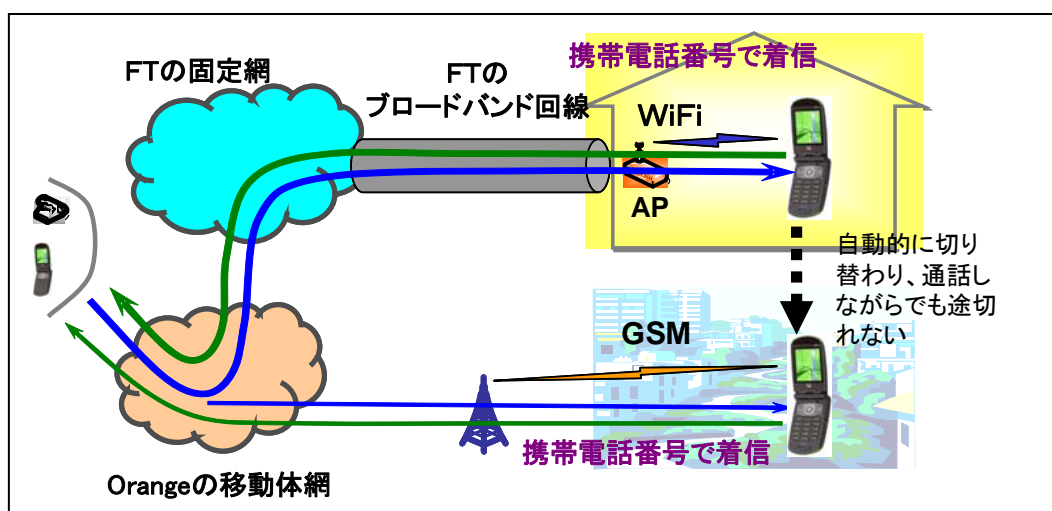 携帯電話番号で着信
FTの固定網
FTの
ブロードバンド回線
WiFi
AP
自動的に切り
替わり、通話し
ながらでも途切
れない
GSM
携帯電話番号で着信
Orangeの移動体網